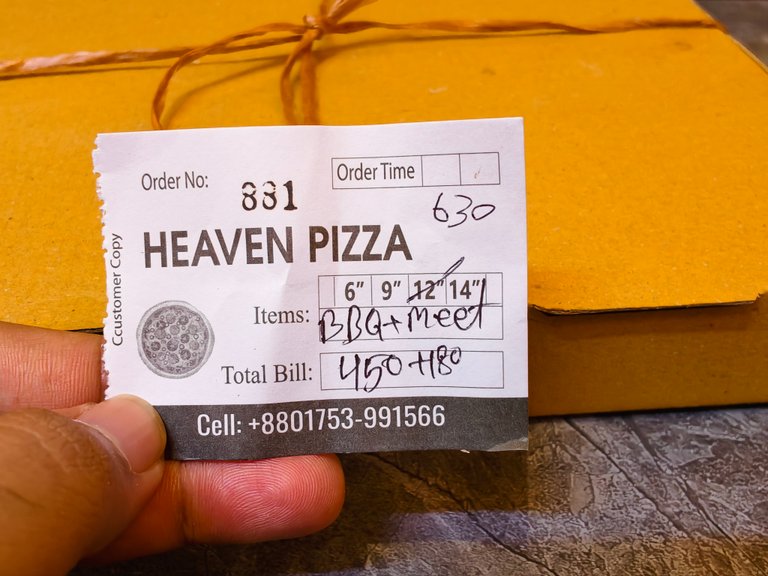 Order No: 881 Order Time
630
HEAVEN PIZZA
Ccustomer Copy
6” 9” 12” 14”
Items: BBQ+Meet
Total Bill: 450+180
Cell: +8801753-991566